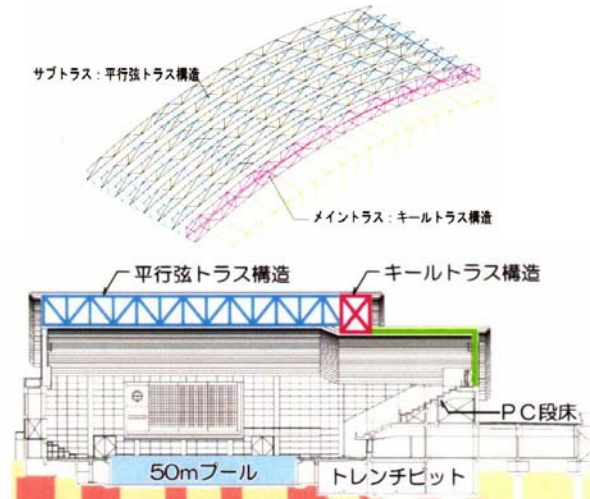 サブトラス：平行弦トラス構造
メイントラス：キールトラス構造
平行弦トラス構造
キールトラス構造
ＰＣ段床
50mプール
トレンチピット